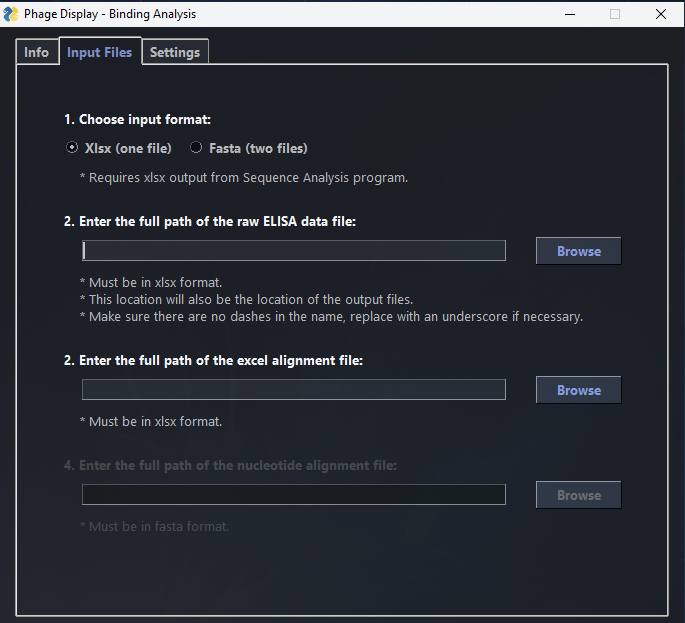 Phage Display - Binding Analysis
Info Input Files Settings
1. Choose input format:
Xlsx (one file) Fasta (two files)
* Requires xlsx output from Sequence Analysis program.
2. Enter the full path of the raw ELISA data file:
Browse
* Must be in xlsx format.
* This location will also be the location of the output files.
* Make sure there are no dashes in the name, replace with an underscore if necessary.
2. Enter the full path of the excel alignment file:
Browse
* Must be in xlsx format.
4. Enter the full path of the nucleotide alignment file:
Browse
* Must be in fasta format.